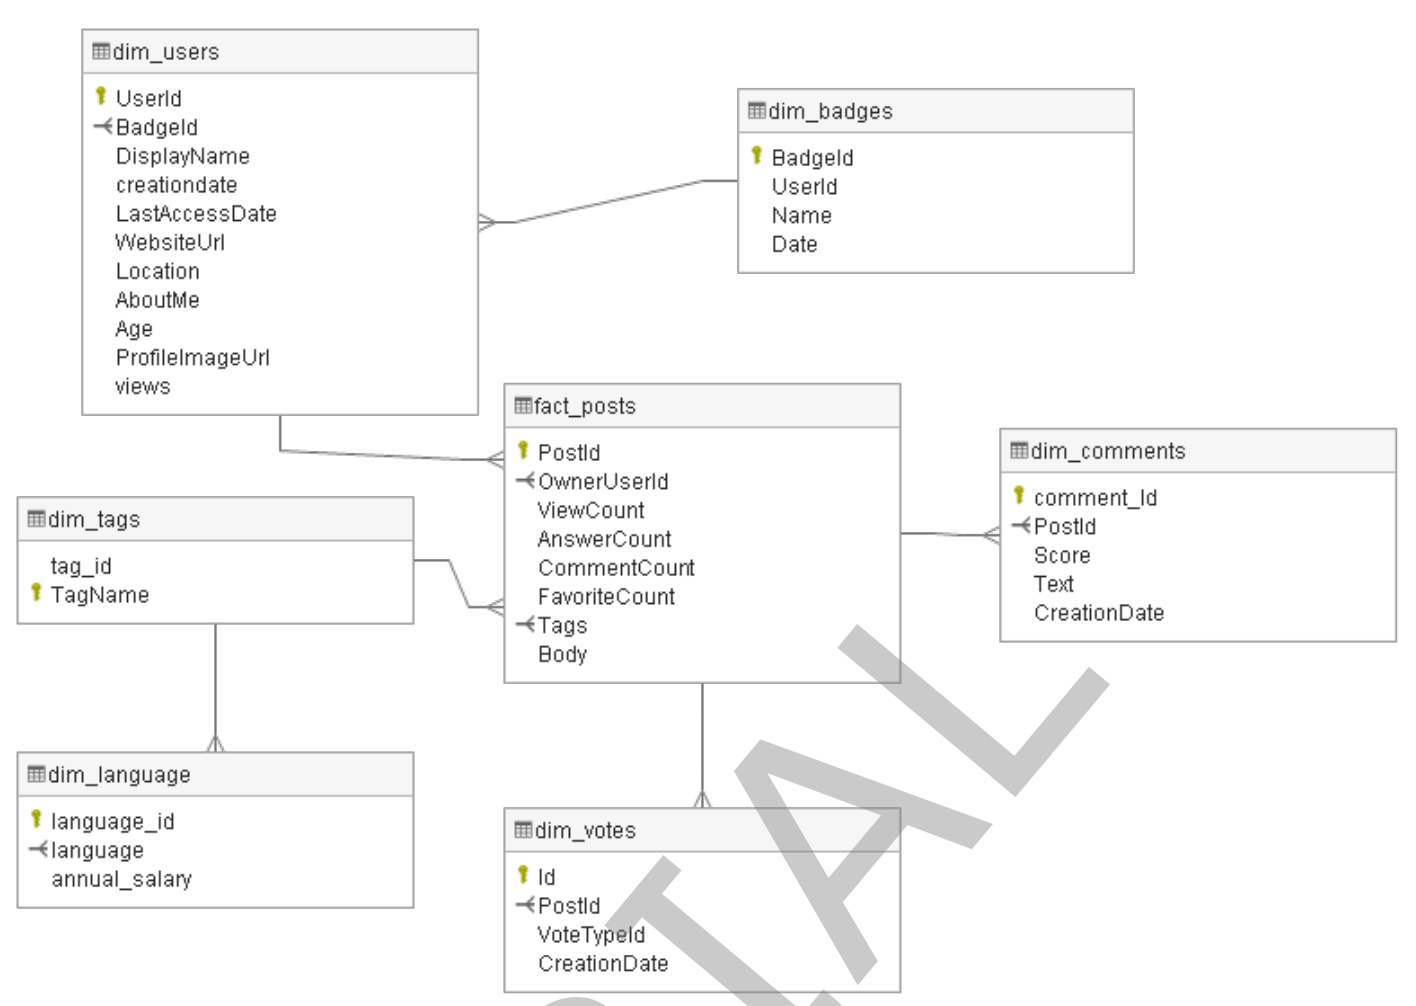 dim_users
UserId
BadgeId
DisplayName
creationdate
LastAccessDate
WebsiteUrl
Location
AboutMe
Age
ProfileImageUrl
views
dim_badges
BadgeId
UserId
Name
Date
fact_posts
PostId
OwnerUserId
ViewCount
AnswerCount
CommentCount
FavoriteCount
Tags
Body
dim_comments
comment_Id
PostId
Score
Text
CreationDate
dim_tags
tag_id
TagName
dim_language
language_id
language
annual_salary
dim_votes
Id
PostId
VoteTypeId
CreationDate